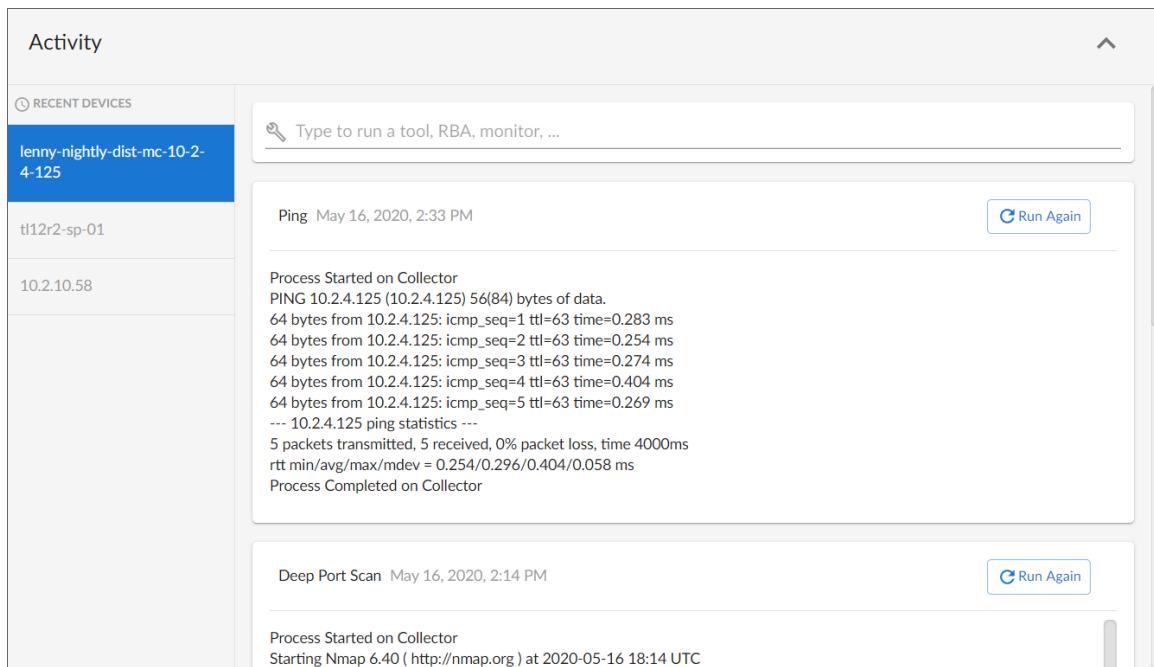 Activity
RECENT DEVICES
lenny-nightly-dist-mc-10-2-
4-125
tl12r2-sp-01
10.2.10.58
Type to run a tool, RBA, monitor, ...
Ping May 16, 2020, 2:33 PM
Run Again
Process Started on Collector
PING 10.2.4.125 (10.2.4.125) 56(84) bytes of data.
64 bytes from 10.2.4.125: icmp_seq=1 ttl=63 time=0.283 ms
64 bytes from 10.2.4.125: icmp_seq=2 ttl=63 time=0.254 ms
64 bytes from 10.2.4.125: icmp_seq=3 ttl=63 time=0.274 ms
64 bytes from 10.2.4.125: icmp_seq=4 ttl=63 time=0.404 ms
64 bytes from 10.2.4.125: icmp_seq=5 ttl=63 time=0.269 ms
--- 10.2.4.125 ping statistics ---
5 packets transmitted, 5 received, 0% packet loss, time 4000ms
rtt min/avg/max/mdev = 0.254/0.296/0.404/0.058 ms
Process Completed on Collector
Deep Port Scan May 16, 2020, 2:14 PM
Run Again
Process Started on Collector
Starting Nmap 6.40 ( http://nmap.org ) at 2020-05-16 18:14 UTC